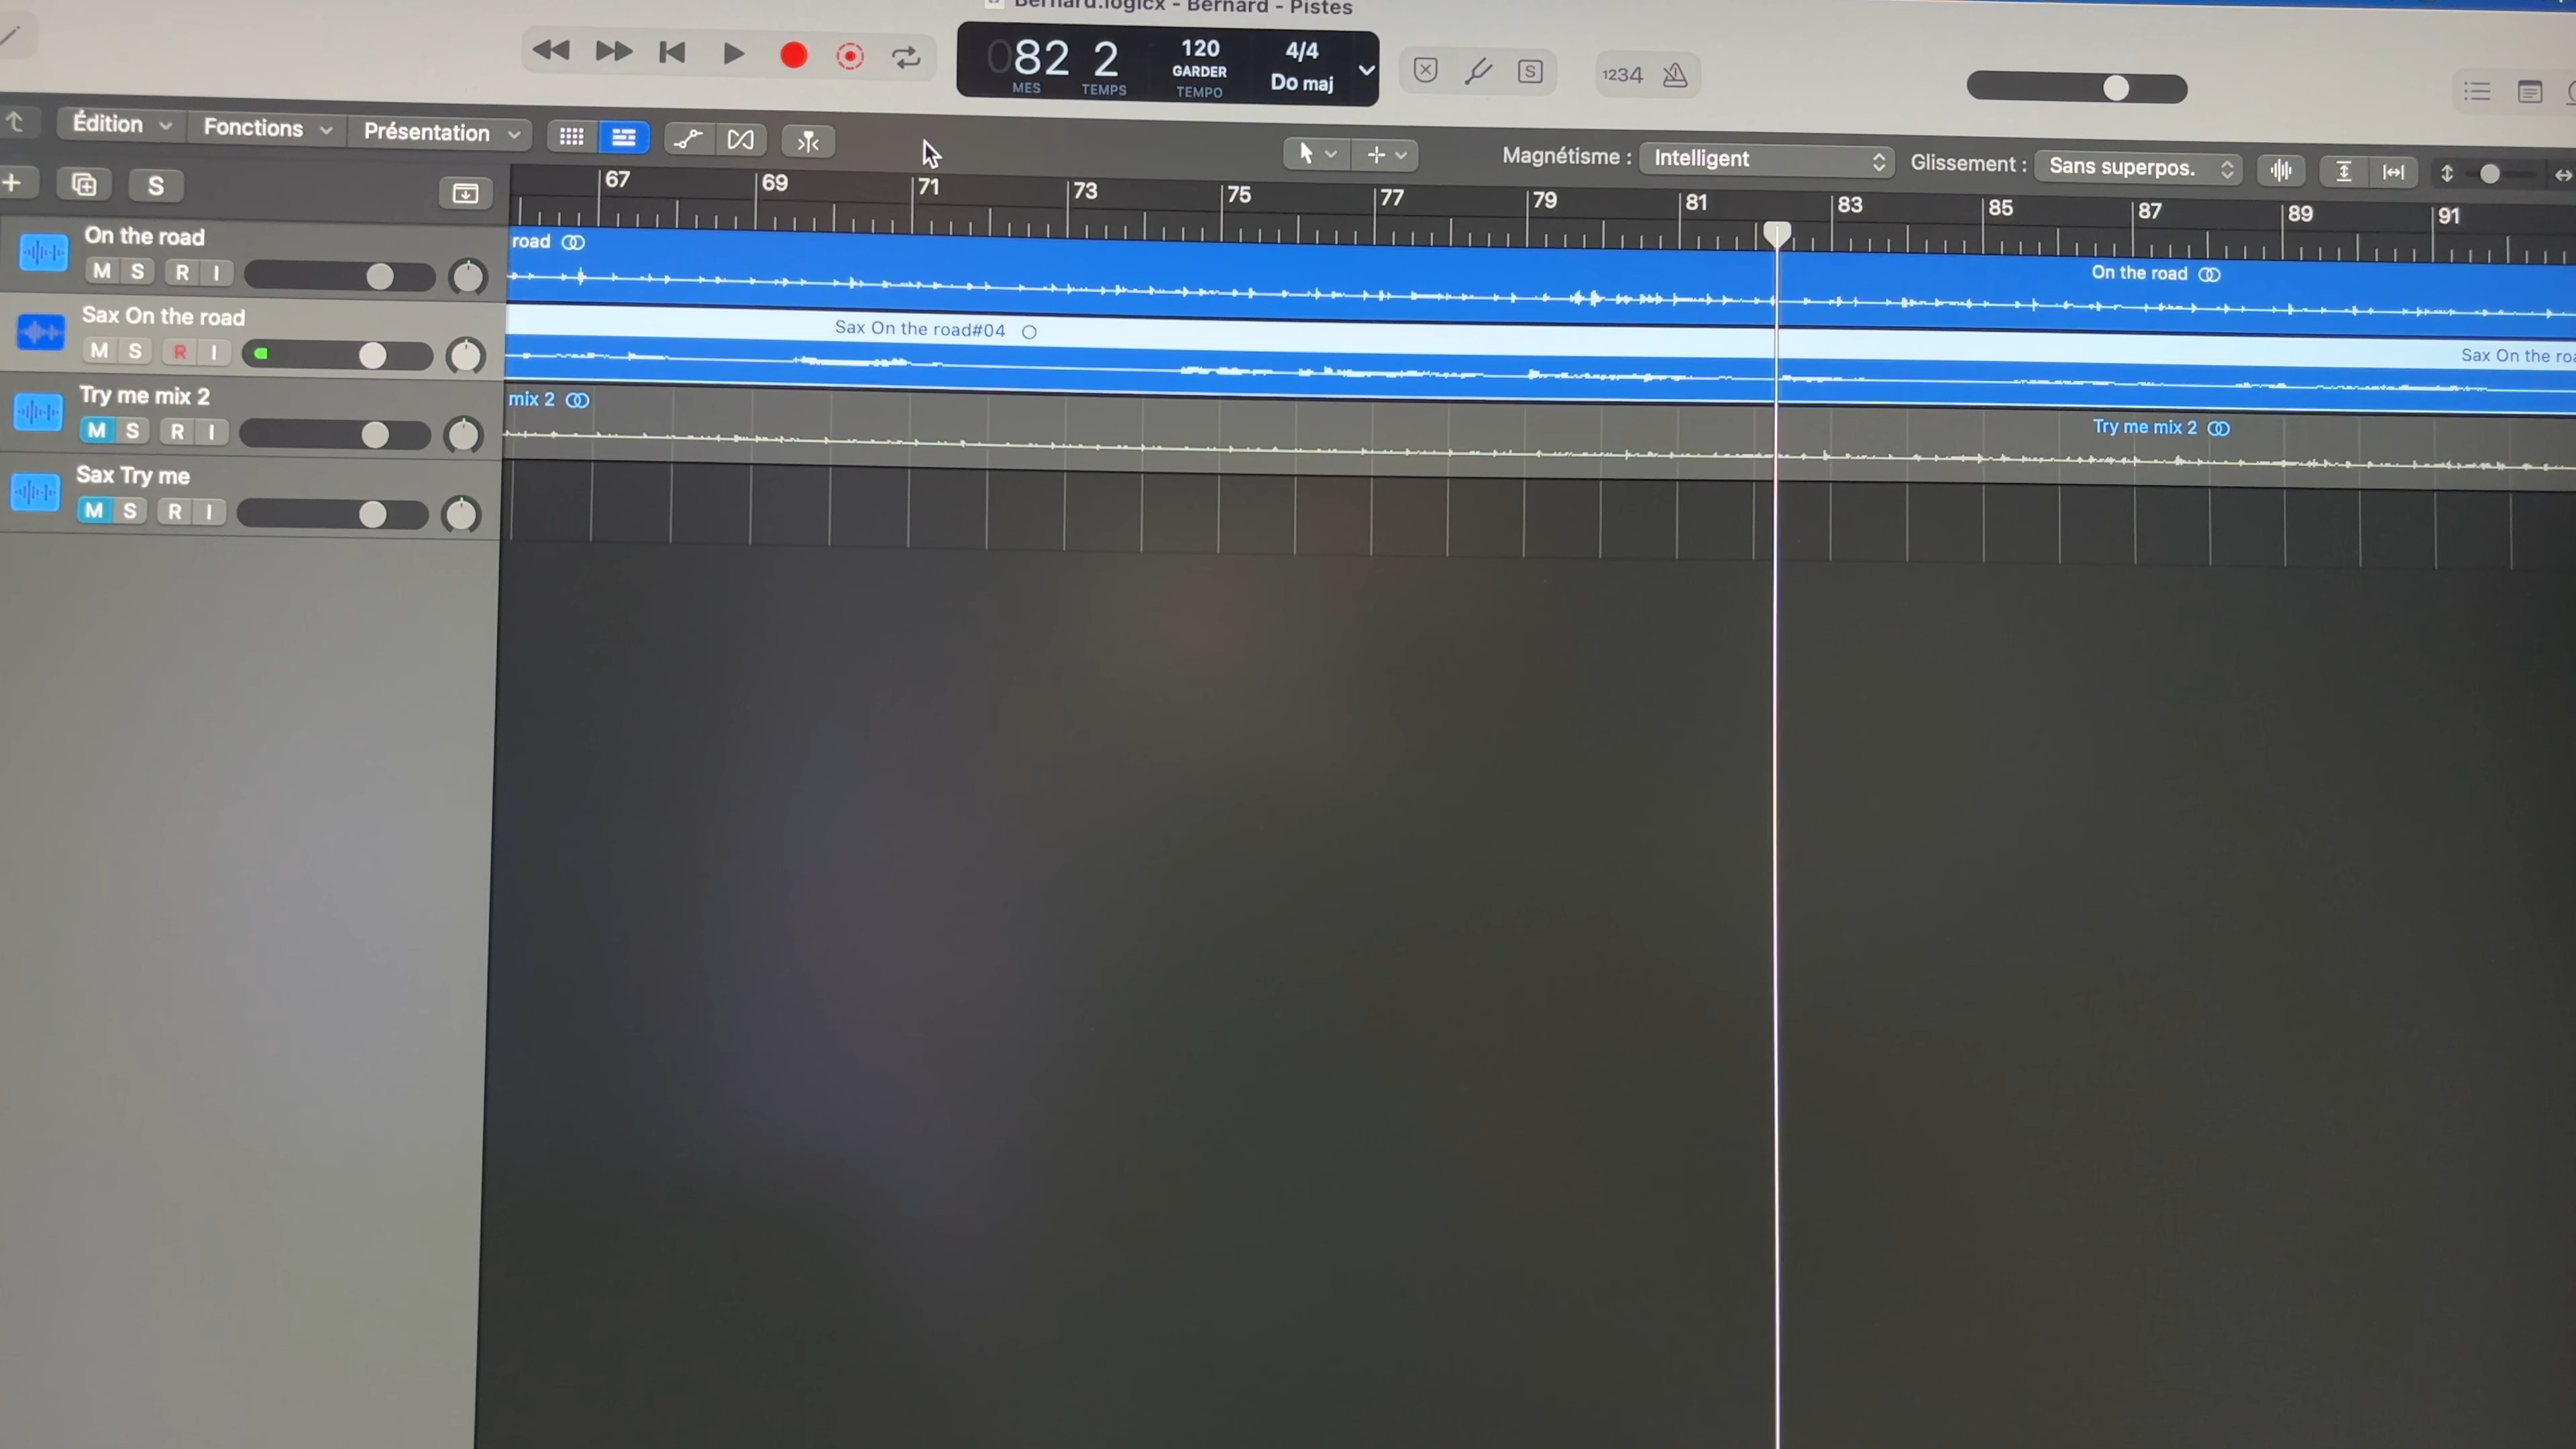 Bernard.logicx - Bernard - Pistes
082 2 120 4/4
GARDER Do maj
MES TEMPS TEMPO
S
1234
Édition Fonctions Présentation
Magnétisme : Intelligent Glissement : Sans superpos.
S
67 69 71 73 75 77 79 81 83 85 87 89 91
On the road
M S R I
road
On the road
Sax On the road
M S R I
Sax On the road#04
Sax On the
Try me mix 2
M S R I
mix 2
Try me mix 2
Sax Try me
M S R I